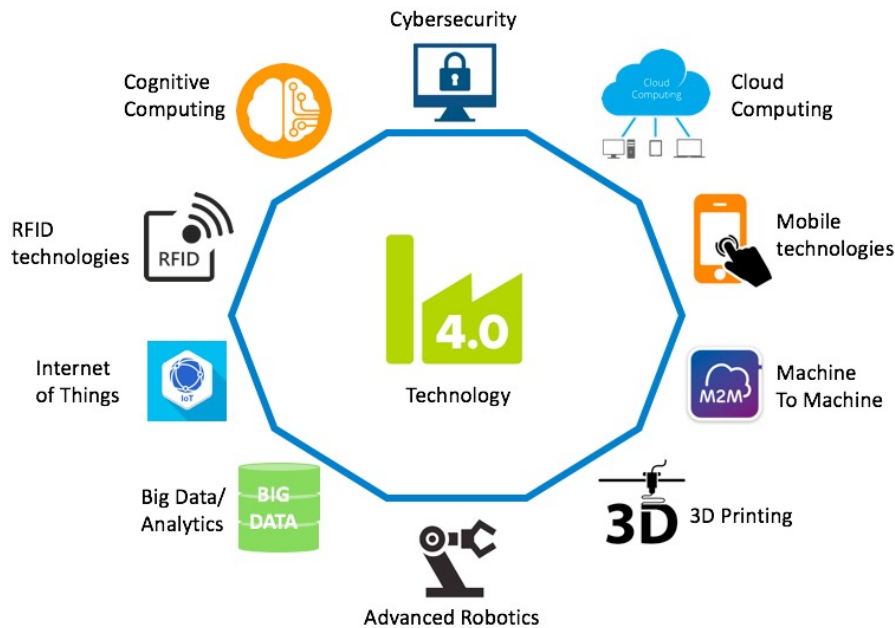 Cybersecurity
Cognitive
Computing
Cloud
Computing
Cloud
Computing
RFID
technologies
RFID
Mobile
technologies
4.0
Technology
Internet
of Things
IoT
M2M
Machine
To Machine
Big Data/
Analytics
BIG
DATA
3D
3D Printing
Advanced Robotics